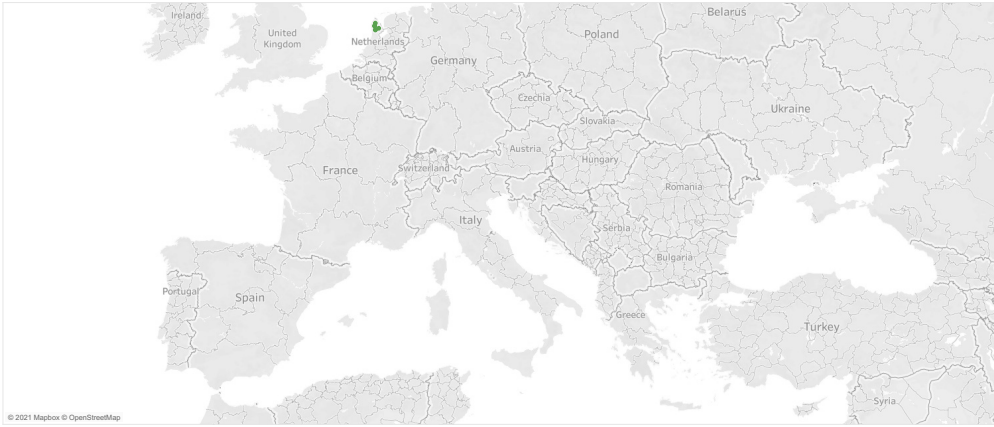 Ireland
United
Kingdom
Netherlands
Belgium
Germany
Poland
Belarus
Czechia
Slovakia
Ukraine
Austria
Hungary
Switzerland
France
Romania
Italy
Serbia
Bulgaria
Portugal
Spain
Greece
Turkey
Syria
© 2021 Mapbox © OpenStreetMap